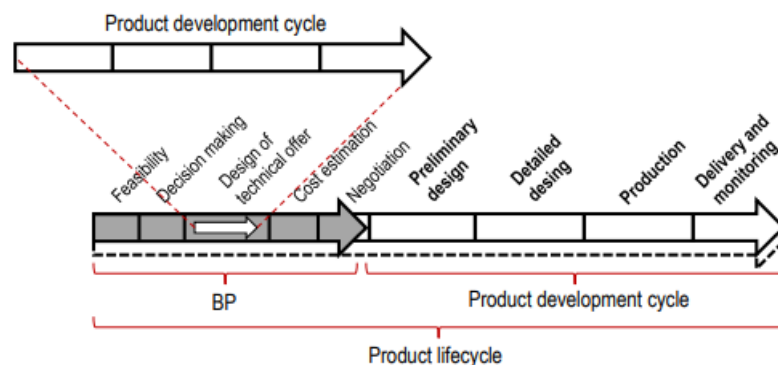 Product development cycle
Feasibility
Decision making
Design of
technical offer
Cost estimation
Negotiation
Preliminary
design
Detailed
desing
Production
Delivery and
monitoring
BP
Product development cycle
Product lifecycle